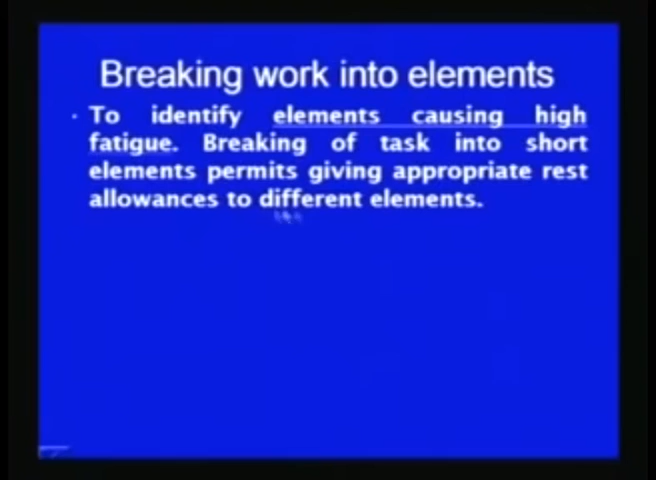 Breaking work into elements
· To identify elements causing high
fatigue. Breaking of task into short
elements permits giving appropriate rest
allowances to different elements.